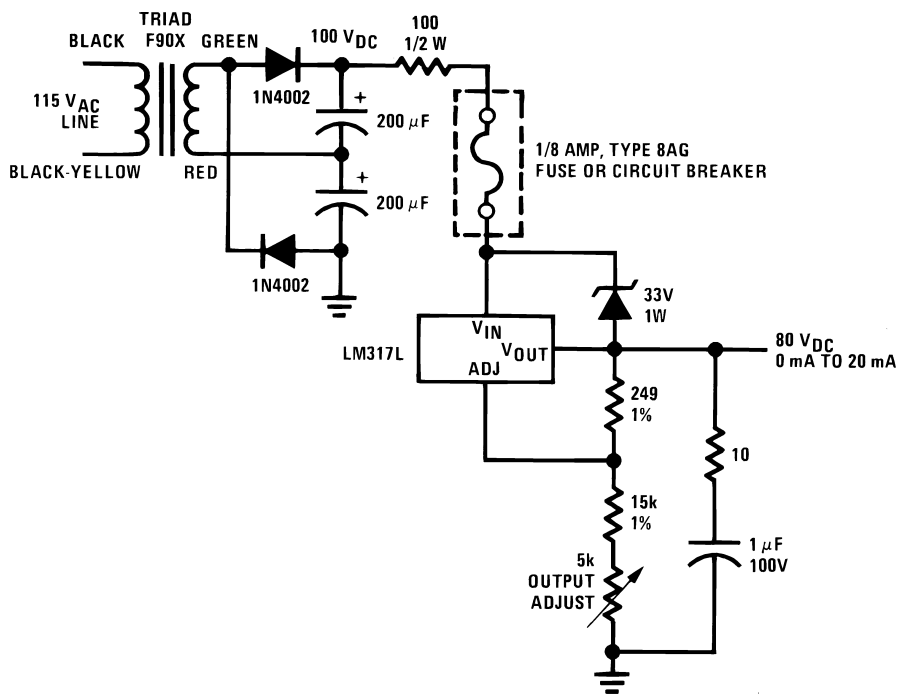 TRIAD
F90X
BLACK
GREEN
100 VDC
100
1/2 W
1N4002
+
200 μF
115 VAC
LINE
BLACK-YELLOW
RED
+
200 μF
1N4002
1/8 AMP, TYPE 8AG
FUSE OR CIRCUIT BREAKER
33V
1W
LM317L
VIN
VOUT
ADJ
80 VDC
0 mA TO 20 mA
249
1%
10
15k
1%
1 μF
100V
5k
OUTPUT
ADJUST